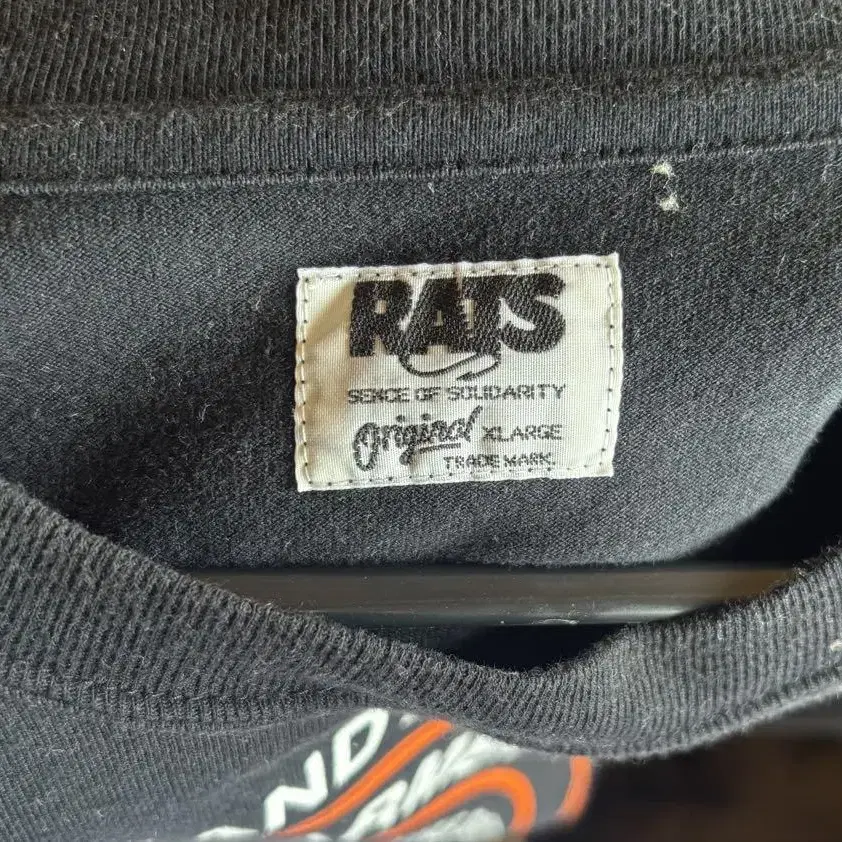 RATS
SENCE OF SOLIDARITY
Original XLARGE
TRADE MARK.